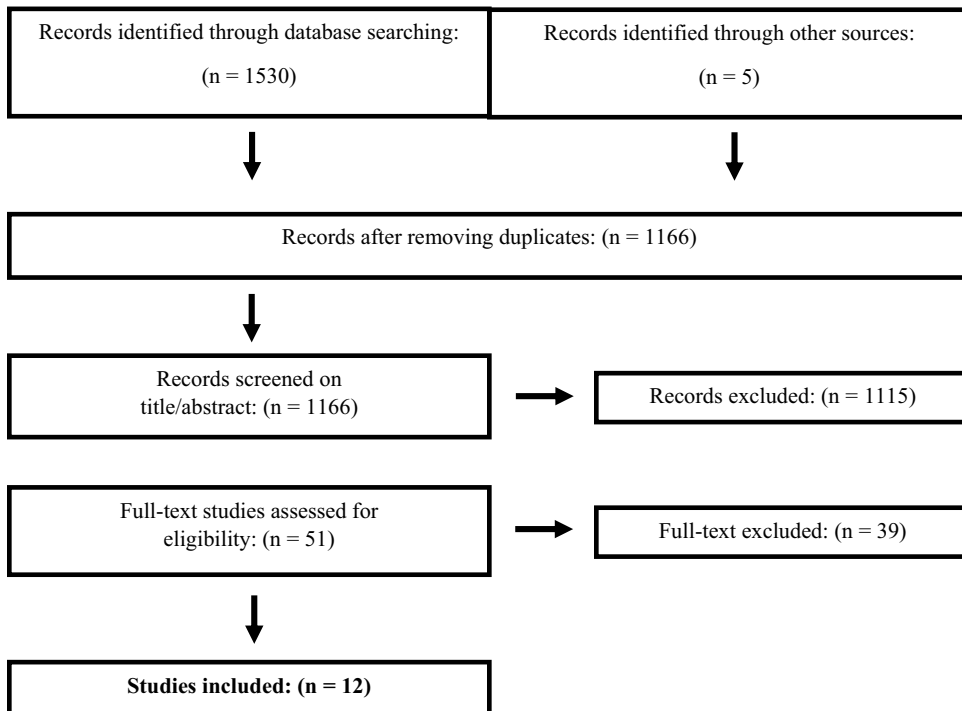 Records identified through database searching:
(n = 1530)
Records identified through other sources:
(n = 5)
Records after removing duplicates: (n = 1166)
Records screened on
title/abstract: (n = 1166)
Records excluded: (n = 1115)
Full-text studies assessed for
eligibility: (n = 51)
Full-text excluded: (n = 39)
Studies included: (n = 12)